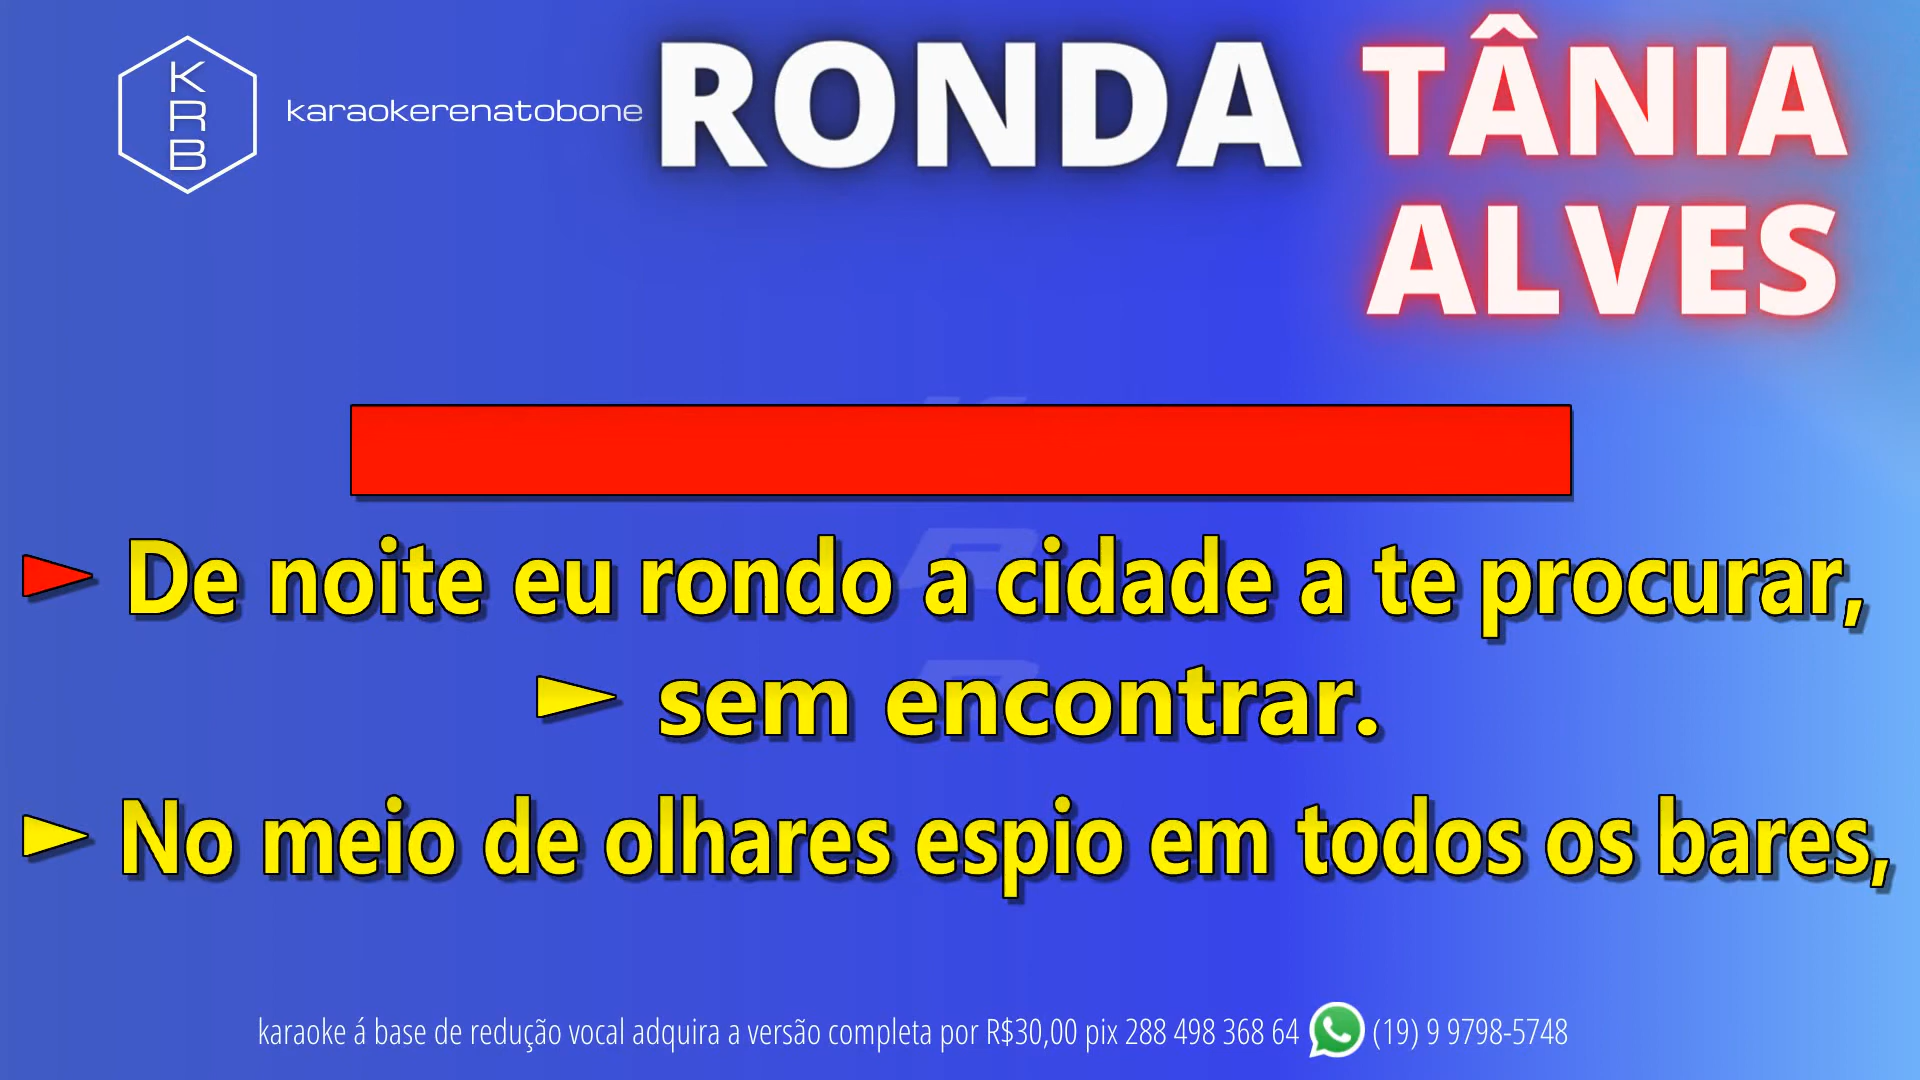 K
R
B
karaokerenatobone
RONDA
TÂNIA
ALVES
► De noite eu rondo a cidade a te procurar,
► sem encontrar.
► No meio de olhares espio em todos os bares,
karaoke á base de redução vocal adquira a versão completa por R$30,00 pix 288 498 368 64 (19) 9 9798-5748